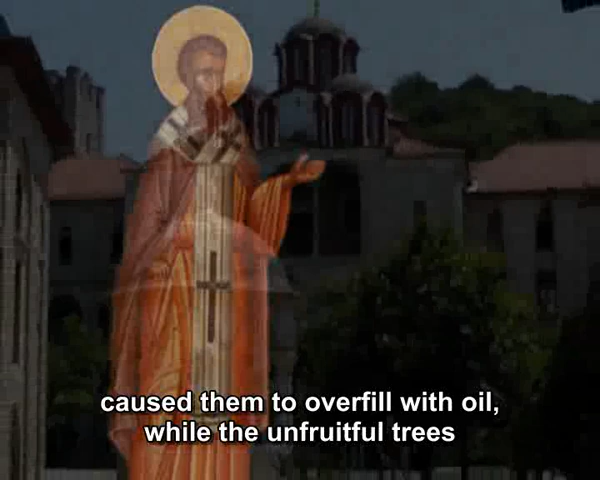 caused them to overfill with oil,
while the unfruitful trees